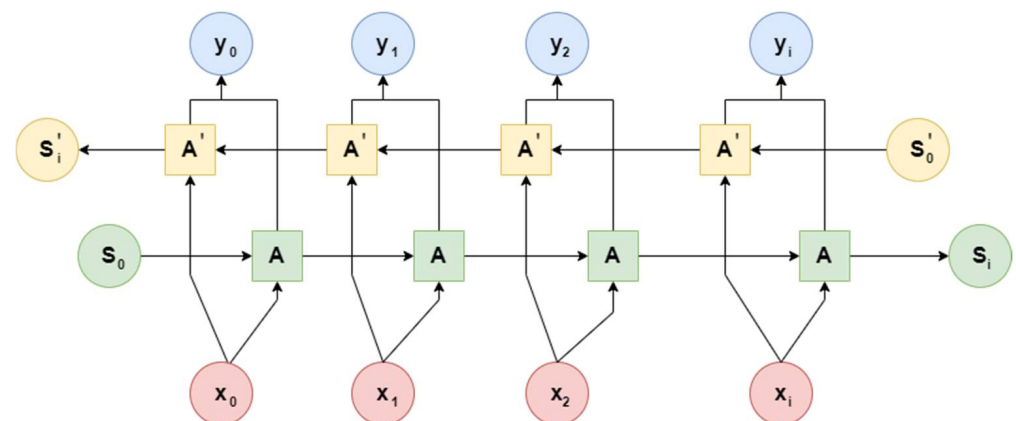 y₀ y₁ y₂ yᵢ
S'ᵢ A' A' A' A' S'₀
S₀ A A A A Sᵢ
x₀ x₁ x₂ xᵢ